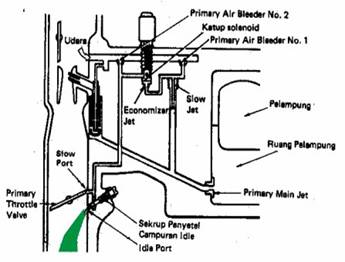 Primary Air Bleeder No. 2
Katup solenoid
Primary Air Bleeder No. 1
Udara
Economizer
Jet
Slow
Jet
Pelampung
Ruang Pelampung
Slow
Port
Primary
Throttle
Valve
Primary Main Jet
Sekrup Penyetel
Campuran Idle
Idle Port